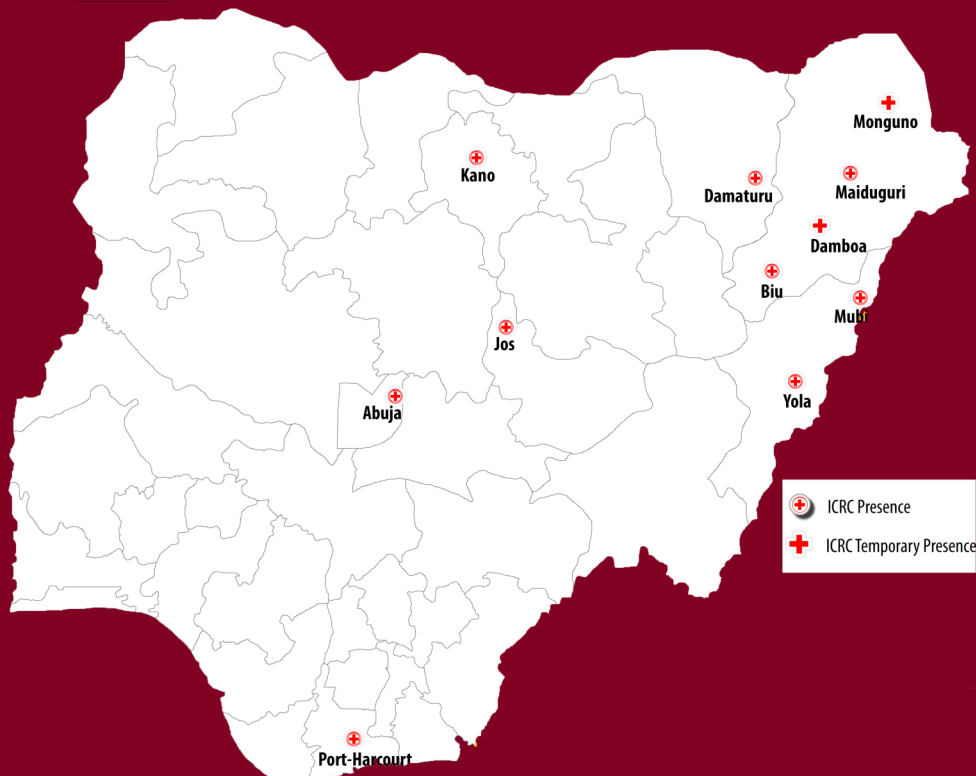 Monguno
Kano
Maiduguri
Damaturu
Damboa
Biu
Mubi
Jos
Yola
Abuja
ICRC Presence
ICRC Temporary Presence
Port-Harcourt